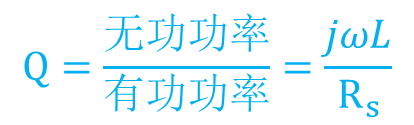 Q = 无功功率 / 有功功率 = jωL / Rₛ